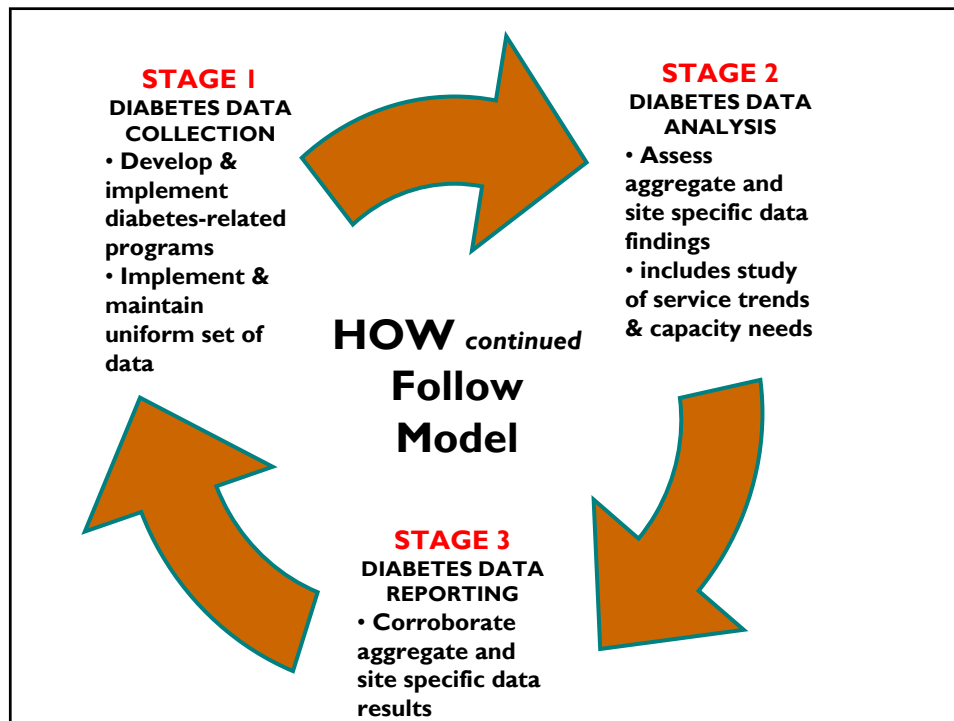 STAGE 1
DIABETES DATA
COLLECTION
• Develop &
implement
diabetes-related
programs
• Implement &
maintain
uniform set of
data
STAGE 2
DIABETES DATA
ANALYSIS
• Assess
aggregate and
site specific data
findings
• includes study
of service trends
& capacity needs
HOW continued
Follow
Model
STAGE 3
DIABETES DATA
REPORTING
• Corroborate
aggregate and
site specific data
results